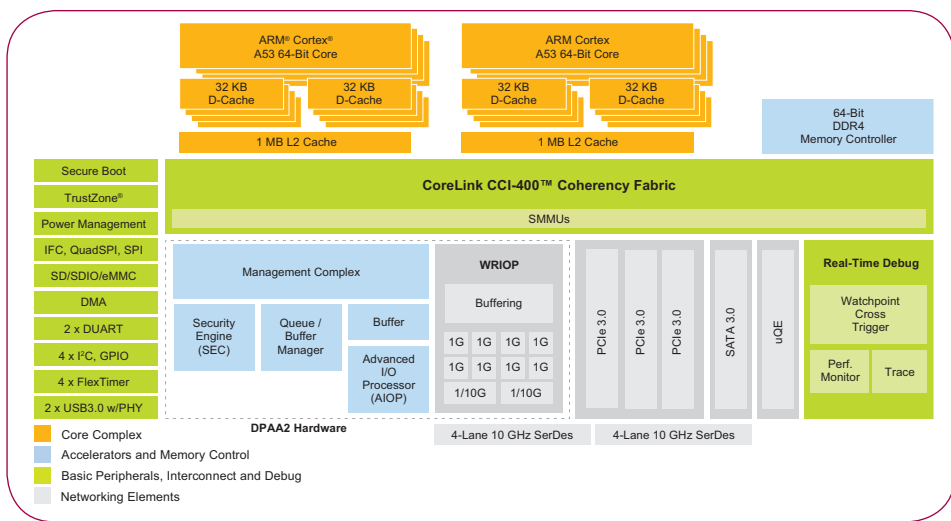 ARM® Cortex®
A53 64-Bit Core
32 KB
D-Cache
32 KB
D-Cache
1 MB L2 Cache
ARM Cortex
A53 64-Bit Core
32 KB
D-Cache
32 KB
D-Cache
1 MB L2 Cache
64-Bit
DDR4
Memory Controller
Secure Boot
TrustZone®
Power Management
IFC, QuadSPI, SPI
SD/SDIO/eMMC
DMA
2 x DUART
4 x I²C, GPIO
4 x FlexTimer
2 x USB3.0 w/PHY
CoreLink CCI-400™ Coherency Fabric
SMMUs
Management Complex
Security
Engine
(SEC)
Queue /
Buffer
Manager
Buffer
Advanced
I/O
Processor
(AIOP)
DPAA2 Hardware
WRIOP
Buffering
1G 1G 1G 1G
1G 1G 1G 1G
1/10G 1/10G
PCIe 3.0
PCIe 3.0
PCIe 3.0
SATA 3.0
uQE
Real-Time Debug
Watchpoint
Cross
Trigger
Perf.
Monitor
Trace
4-Lane 10 GHz SerDes
4-Lane 10 GHz SerDes
Core Complex
Accelerators and Memory Control
Basic Peripherals, Interconnect and Debug
Networking Elements